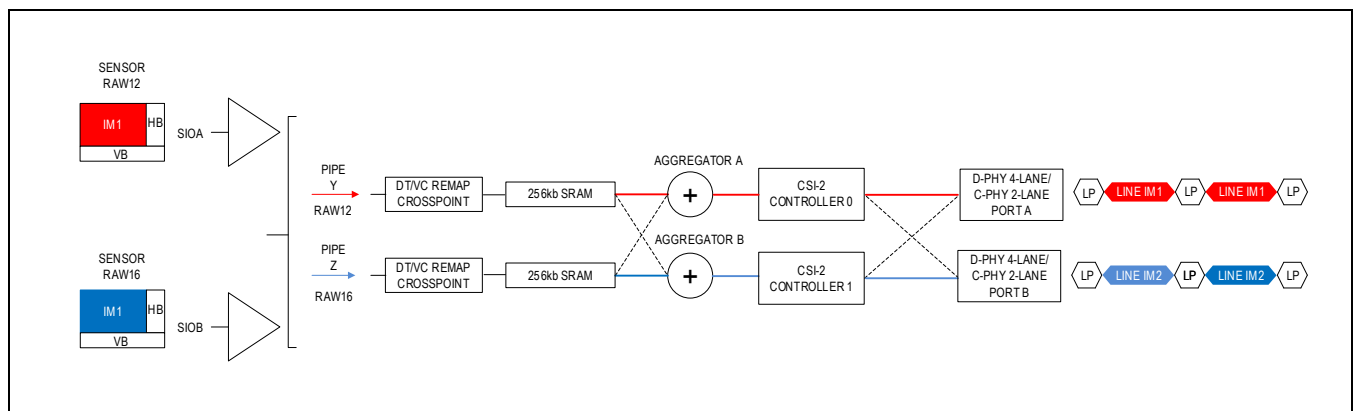 SENSOR
RAW12
IM1
HB
VB
SIOA
PIPE
Y
RAW12
DT/VC REMAP
CROSSPOINT
256kb SRAM
AGGREGATOR A
+
CSI-2
CONTROLLER 0
D-PHY 4-LANE/
C-PHY 2-LANE
PORT A
LP
LINE IM1
LP
LINE IM1
LP
SENSOR
RAW16
IM1
HB
VB
SIOB
PIPE
Z
RAW16
DT/VC REMAP
CROSSPOINT
256kb SRAM
AGGREGATOR B
+
CSI-2
CONTROLLER 1
D-PHY 4-LANE/
C-PHY 2-LANE
PORT B
LP
LINE IM2
LP
LINE IM2
LP